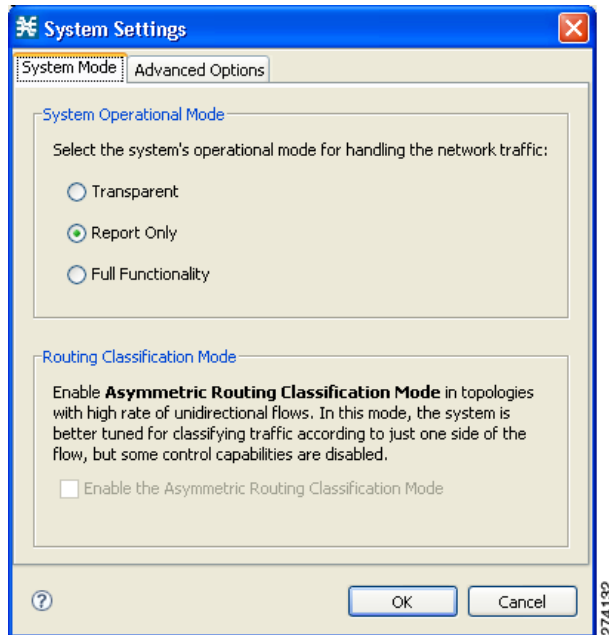 System Settings
System Mode
Advanced Options
System Operational Mode
Select the system's operational mode for handling the network traffic:
Transparent
Report Only
Full Functionality
Routing Classification Mode
Enable Asymmetric Routing Classification Mode in topologies
with high rate of unidirectional flows. In this mode, the system is
better tuned for classifying traffic according to just one side of the
flow, but some control capabilities are disabled.
Enable the Asymmetric Routing Classification Mode
?
OK
Cancel
274132